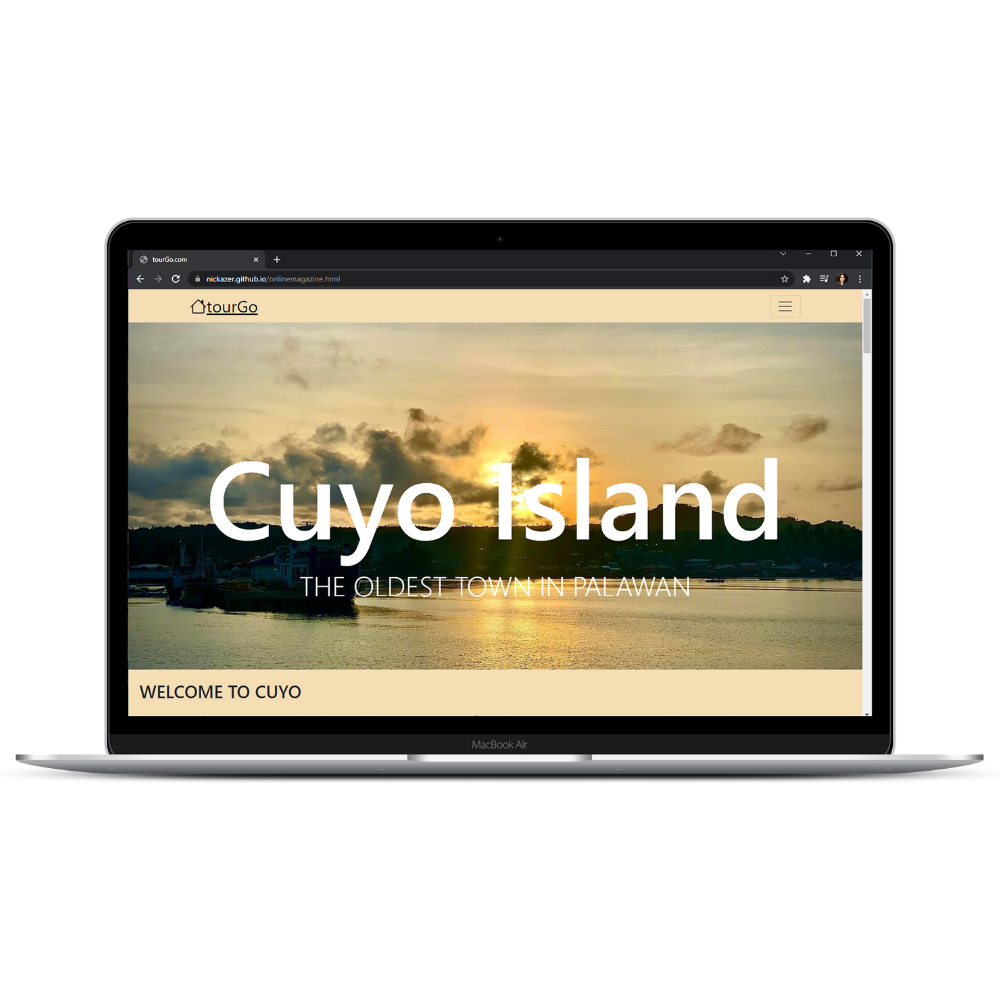 tourGo.com
nickazer.github.io/onlinemagazine.html
tourGo
Cuyo Island
THE OLDEST TOWN IN PALAWAN
WELCOME TO CUYO
MacBook Air